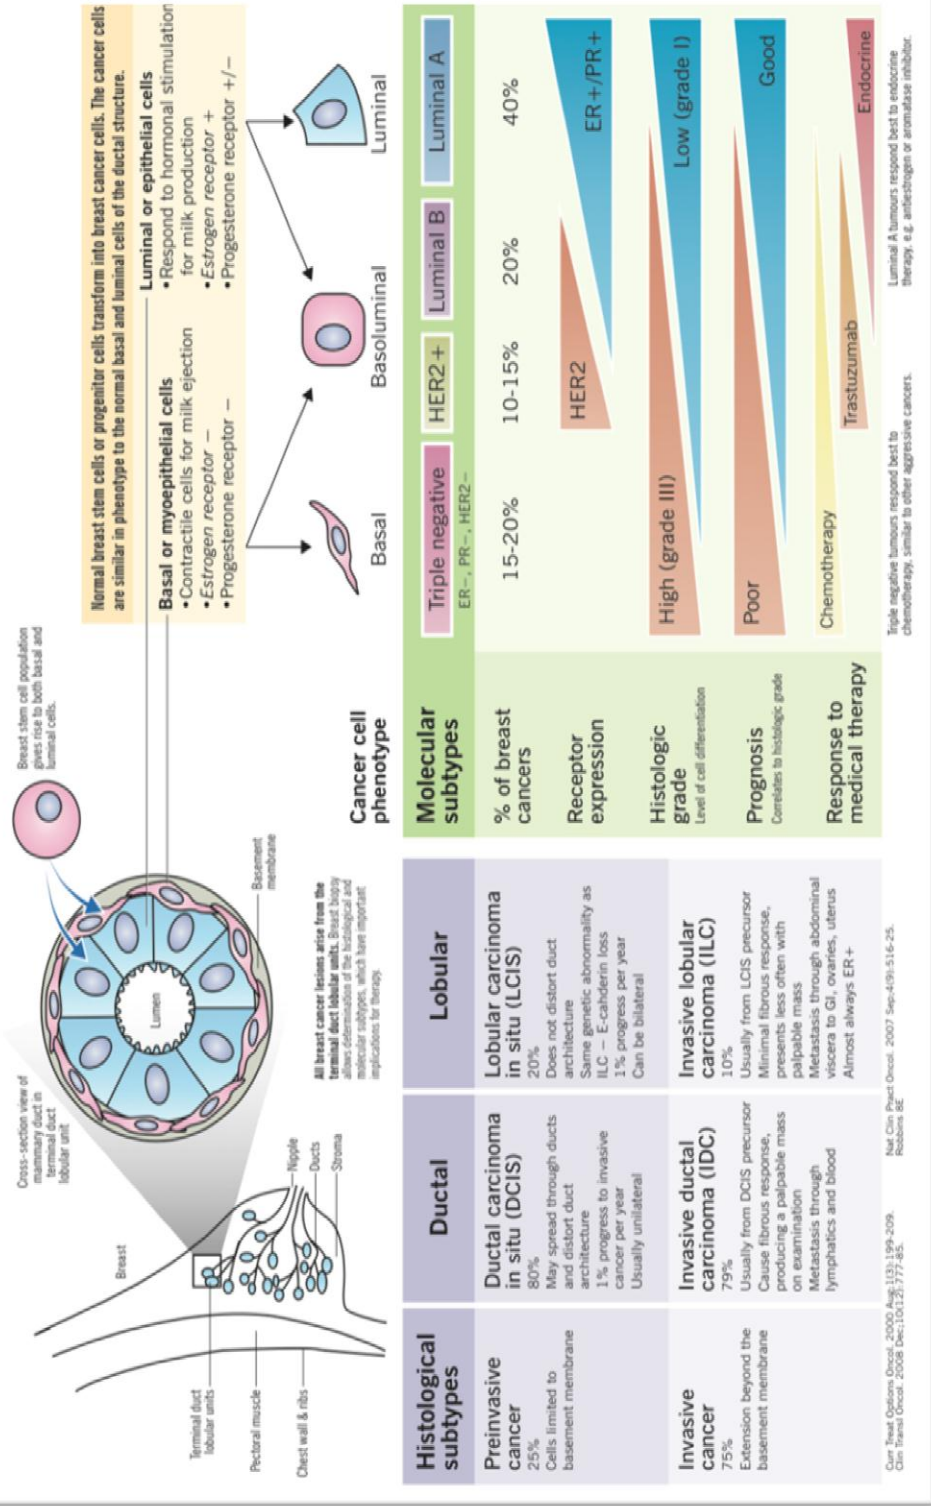 Breast
Cross-section view of
mammary duct in
terminal duct
lobular unit
Breast stem cell population
gives rise to both basal and
luminal cells.
Lumen
Basement
membrane
Terminal duct
lobular units
Pectoral muscle
Chest wall & ribs
Nipple
Ducts
Stroma
All breast cancer lesions arise from the
terminal duct lobular units. Breast biopsy
allows determination of the histological and
molecular subtypes, which have important
implications for therapy.
Normal breast stem cells or progenitor cells transform into breast cancer cells. The cancer cells
are similar in phenotype to the normal basal and luminal cells of the ductal structure.
Basal or myoepithelial cells
• Contractile cells for milk ejection
• Estrogen receptor –
• Progesterone receptor –
Luminal or epithelial cells
• Respond to hormonal stimulation
for milk production
• Estrogen receptor +
• Progesterone receptor +/–
Cancer cell
phenotype
Basal
Basoluminal
Luminal
Histological
subtypes
Ductal
Lobular
Preinvasive
cancer
25%
Cells limited to
basement membrane
Ductal carcinoma
in situ (DCIS)
80%
May spread through ducts
and distort duct
architecture
1% progress to invasive
cancer per year
Usually unilateral
Lobular carcinoma
in situ (LCIS)
20%
Does not distort duct
architecture
Same genetic abnormality as
ILC – E-cahderin loss
1% progress per year
Can be bilateral
Invasive
cancer
75%
Extension beyond the
basement membrane
Invasive ductal
carcinoma (IDC)
79%
Usually from DCIS precursor
Cause fibrous response,
producing a palpable mass
on examination
Metastasis through
lymphatics and blood
Invasive lobular
carcinoma (ILC)
10%
Usually from LCIS precursor
Minimal fibrous response,
presents less often with
palpable mass
Metastasis through abdominal
viscera to GI, ovaries, uterus
Almost always ER+
Curr Treat Options Oncol. 2000 Aug;1(3):199-209.
Clin Transl Oncol. 2008 Dec;10(12):777-85.
Nat Clin Pract Oncol. 2007 Sep;4(9):516-25.
Robbins 8E
Molecular
subtypes
Triple negative
ER–, PR–, HER2–
HER2+
Luminal B
Luminal A
% of breast
cancers
15-20%
10-15%
20%
40%
Receptor
expression
HER2
ER+/PR+
Histologic
grade
Level of cell differentiation
High (grade III)
Low (grade I)
Prognosis
Correlates to histologic grade
Poor
Good
Response to
medical therapy
Chemotherapy
Trastuzumab
Endocrine
Triple negative tumours respond best to
chemotherapy, similar to other aggressive cancers.
Luminal A tumours respond best to endocrine
therapy, e.g. antiestrogen or aromatase inhibitor.